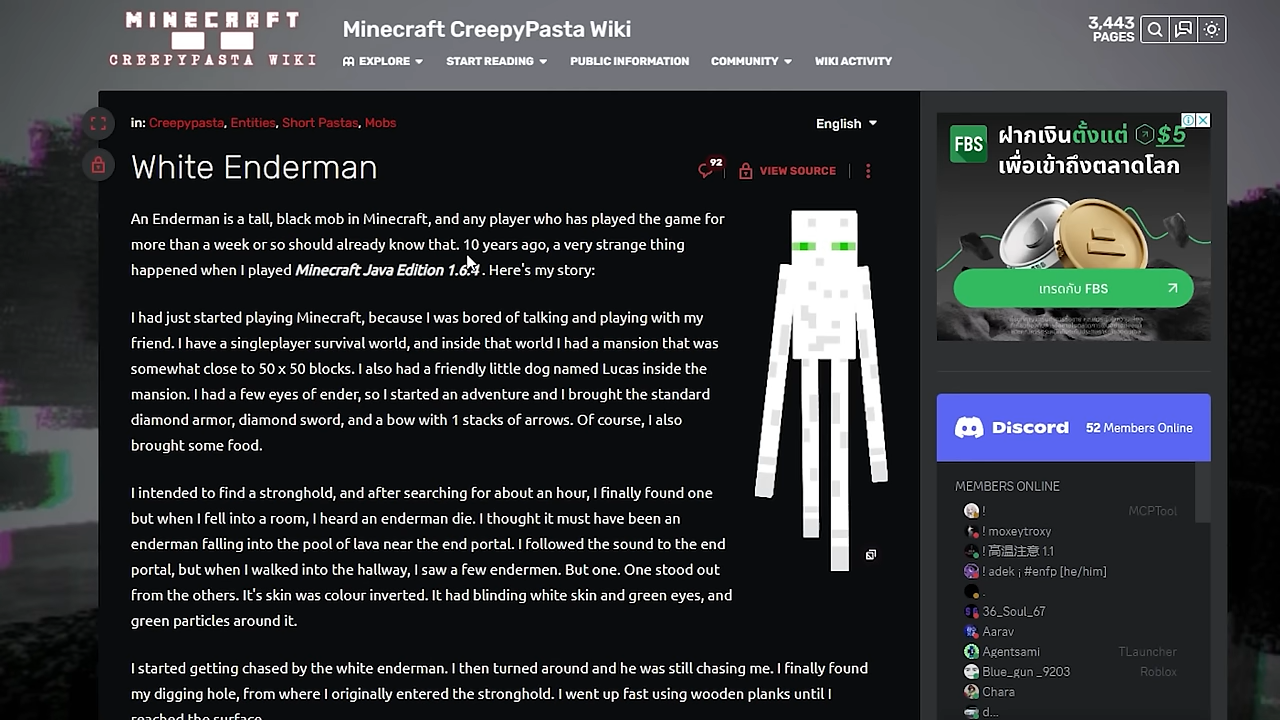 MINECRAFT
CREEPYPASTA WIKI
Minecraft CreepyPasta Wiki
EXPLORE
START READING
PUBLIC INFORMATION
COMMUNITY
WIKI ACTIVITY
3,443
PAGES
in: Creepypasta, Entities, Short Pastas, Mobs
English
White Enderman
92
VIEW SOURCE
An Enderman is a tall, black mob in Minecraft, and any player who has played the game for
more than a week or so should already know that. 10 years ago, a very strange thing
happened when I played Minecraft Java Edition 1.6.4 . Here's my story:
I had just started playing Minecraft, because I was bored of talking and playing with my
friend. I have a singleplayer survival world, and inside that world I had a mansion that was
somewhat close to 50 x 50 blocks. I also had a friendly little dog named Lucas inside the
mansion. I had a few eyes of ender, so I started an adventure and I brought the standard
diamond armor, diamond sword, and a bow with 1 stacks of arrows. Of course, I also
brought some food.
I intended to find a stronghold, and after searching for about an hour, I finally found one
but when I fell into a room, I heard an enderman die. I thought it must have been an
enderman falling into the pool of lava near the end portal. I followed the sound to the end
portal, but when I walked into the hallway, I saw a few endermen. But one. One stood out
from the others. It's skin was colour inverted. It had blinding white skin and green eyes, and
green particles around it.
I started getting chased by the white enderman. I then turned around and he was still chasing me. I finally found
my digging hole, from where I originally entered the stronghold. I went up fast using wooden planks until I
reached the surface.
FBS
ฝากเงินตั้งแต่ $5
เพื่อเข้าถึงตลาดโลก
เทรดกับ FBS
Discord
52 Members Online
MEMBERS ONLINE
! MCPTool
! moxeytroxy
! 高温注意 1.1
! adek ¡ #enfp [he/him]
.
36_Soul_67
Aarav
Agentsami TLauncher
Blue_gun _9203 Roblox
Chara
d...